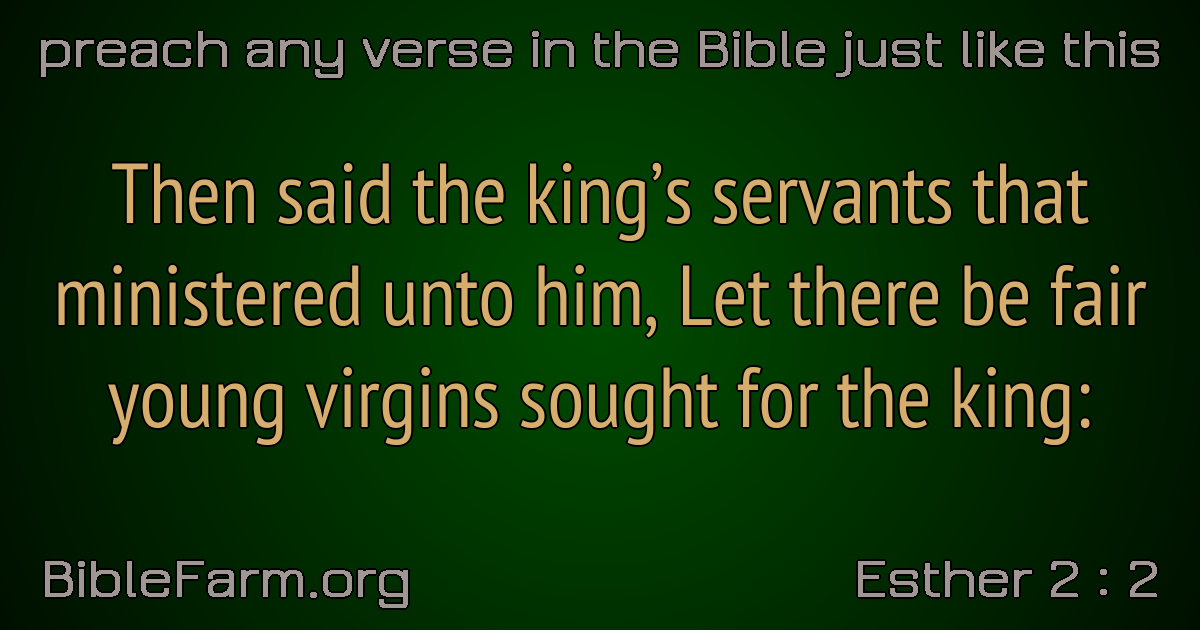 preach any verse in the Bible just like this
Then said the king’s servants that
ministered unto him, Let there be fair
young virgins sought for the king:
BibleFarm.org
Esther 2 : 2